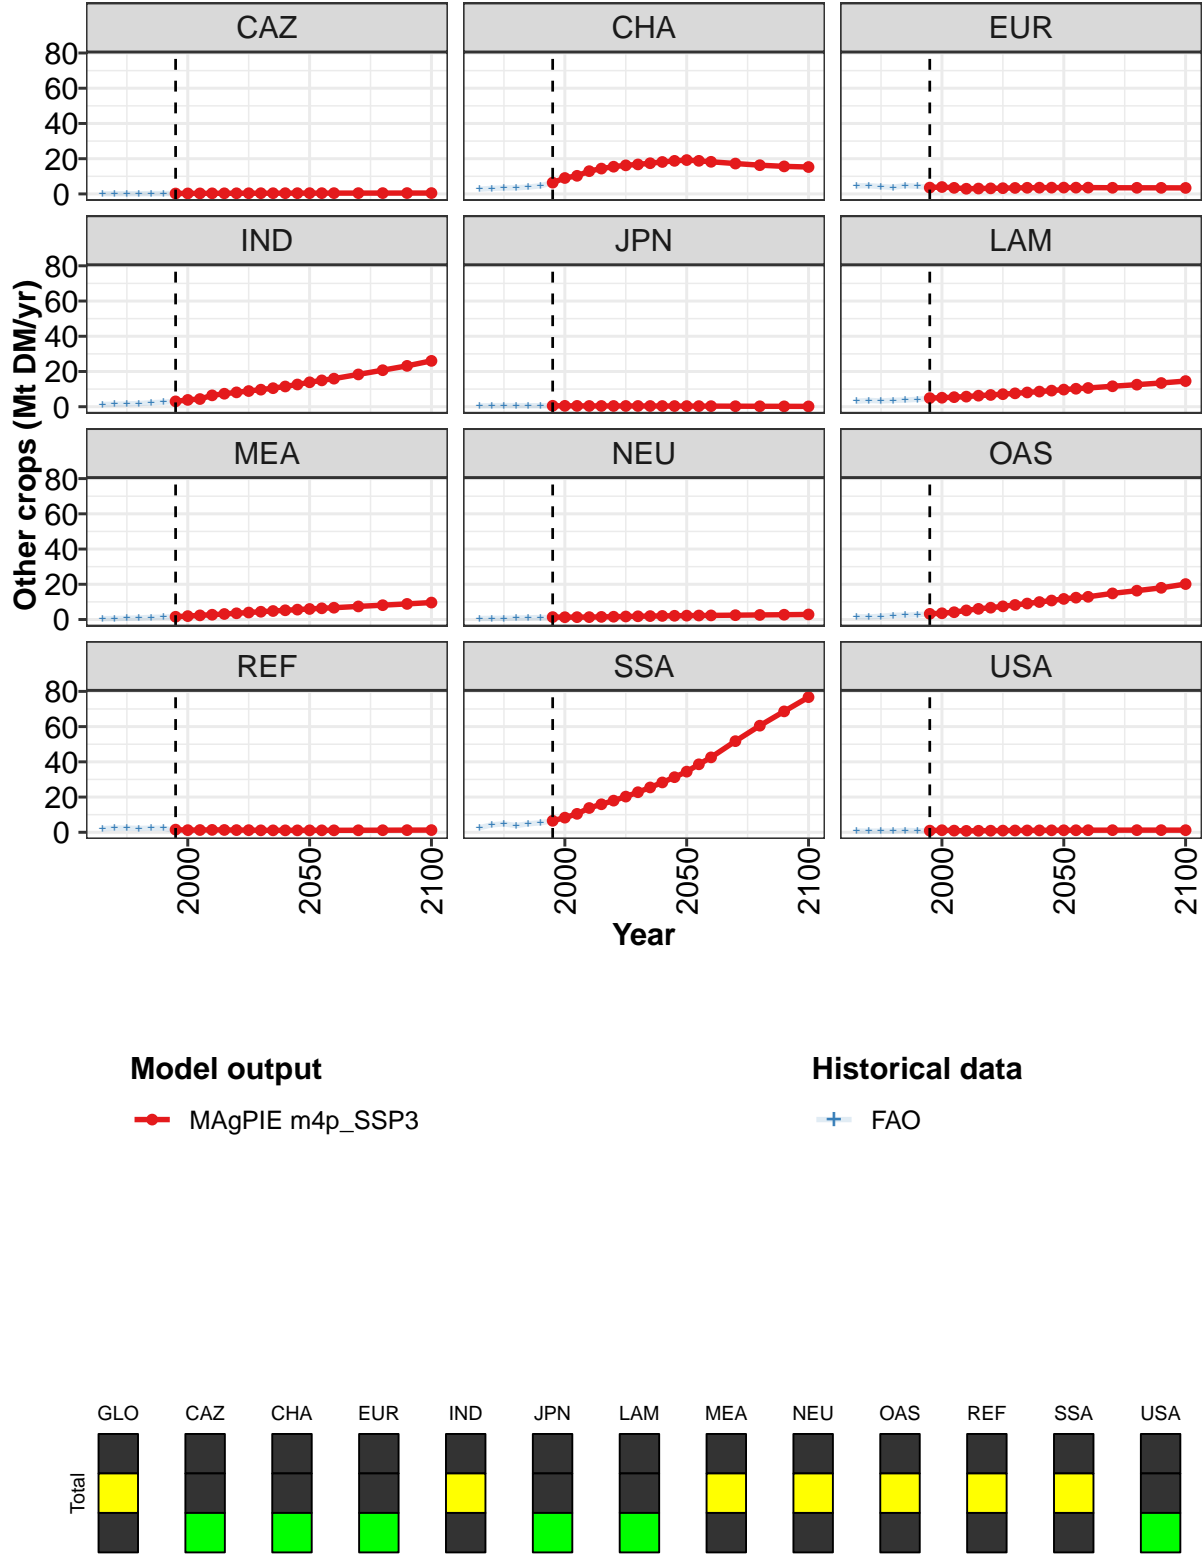 CAZ CHA EUR
80
60
40
20
0
IND JPN LAM
80
60
40
20
0
MEA NEU OAS
80
60
40
20
0
REF SSA USA
80
60
40
20
0
Other crops (Mt DM/yr)
2000 2050 2100 2000 2050 2100 2000 2050 2100
Year
Model output
MAgPIE m4p_SSP3
Historical data
FAO
GLO CAZ CHA EUR IND JPN LAM MEA NEU OAS REF SSA USA
Total